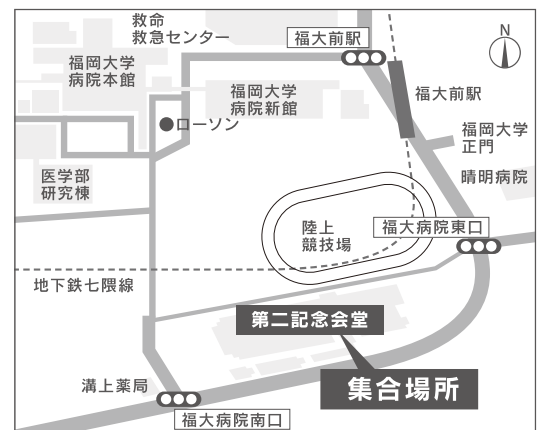 救命
救急センター
福大前駅
N
福岡大学
病院本館
福岡大学
病院新館
福大前駅
ローソン
福岡大学
正門
医学部
研究棟
晴明病院
陸上
競技場
福大病院東口
地下鉄七隈線
第二記念会堂
溝上薬局
集合場所
福大病院南口